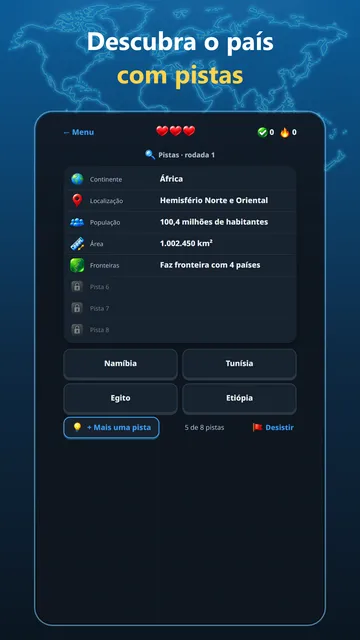 Descubra o país
com pistas
← Menu
0
0
Pistas · rodada 1
Continente África
Localização Hemisfério Norte e Oriental
População 100,4 milhões de habitantes
Área 1.002.450 km²
Fronteiras Faz fronteira com 4 países
Pista 6
Pista 7
Pista 8
Namíbia Tunísia
Egito Etiópia
+ Mais uma pista 5 de 8 pistas Desistir